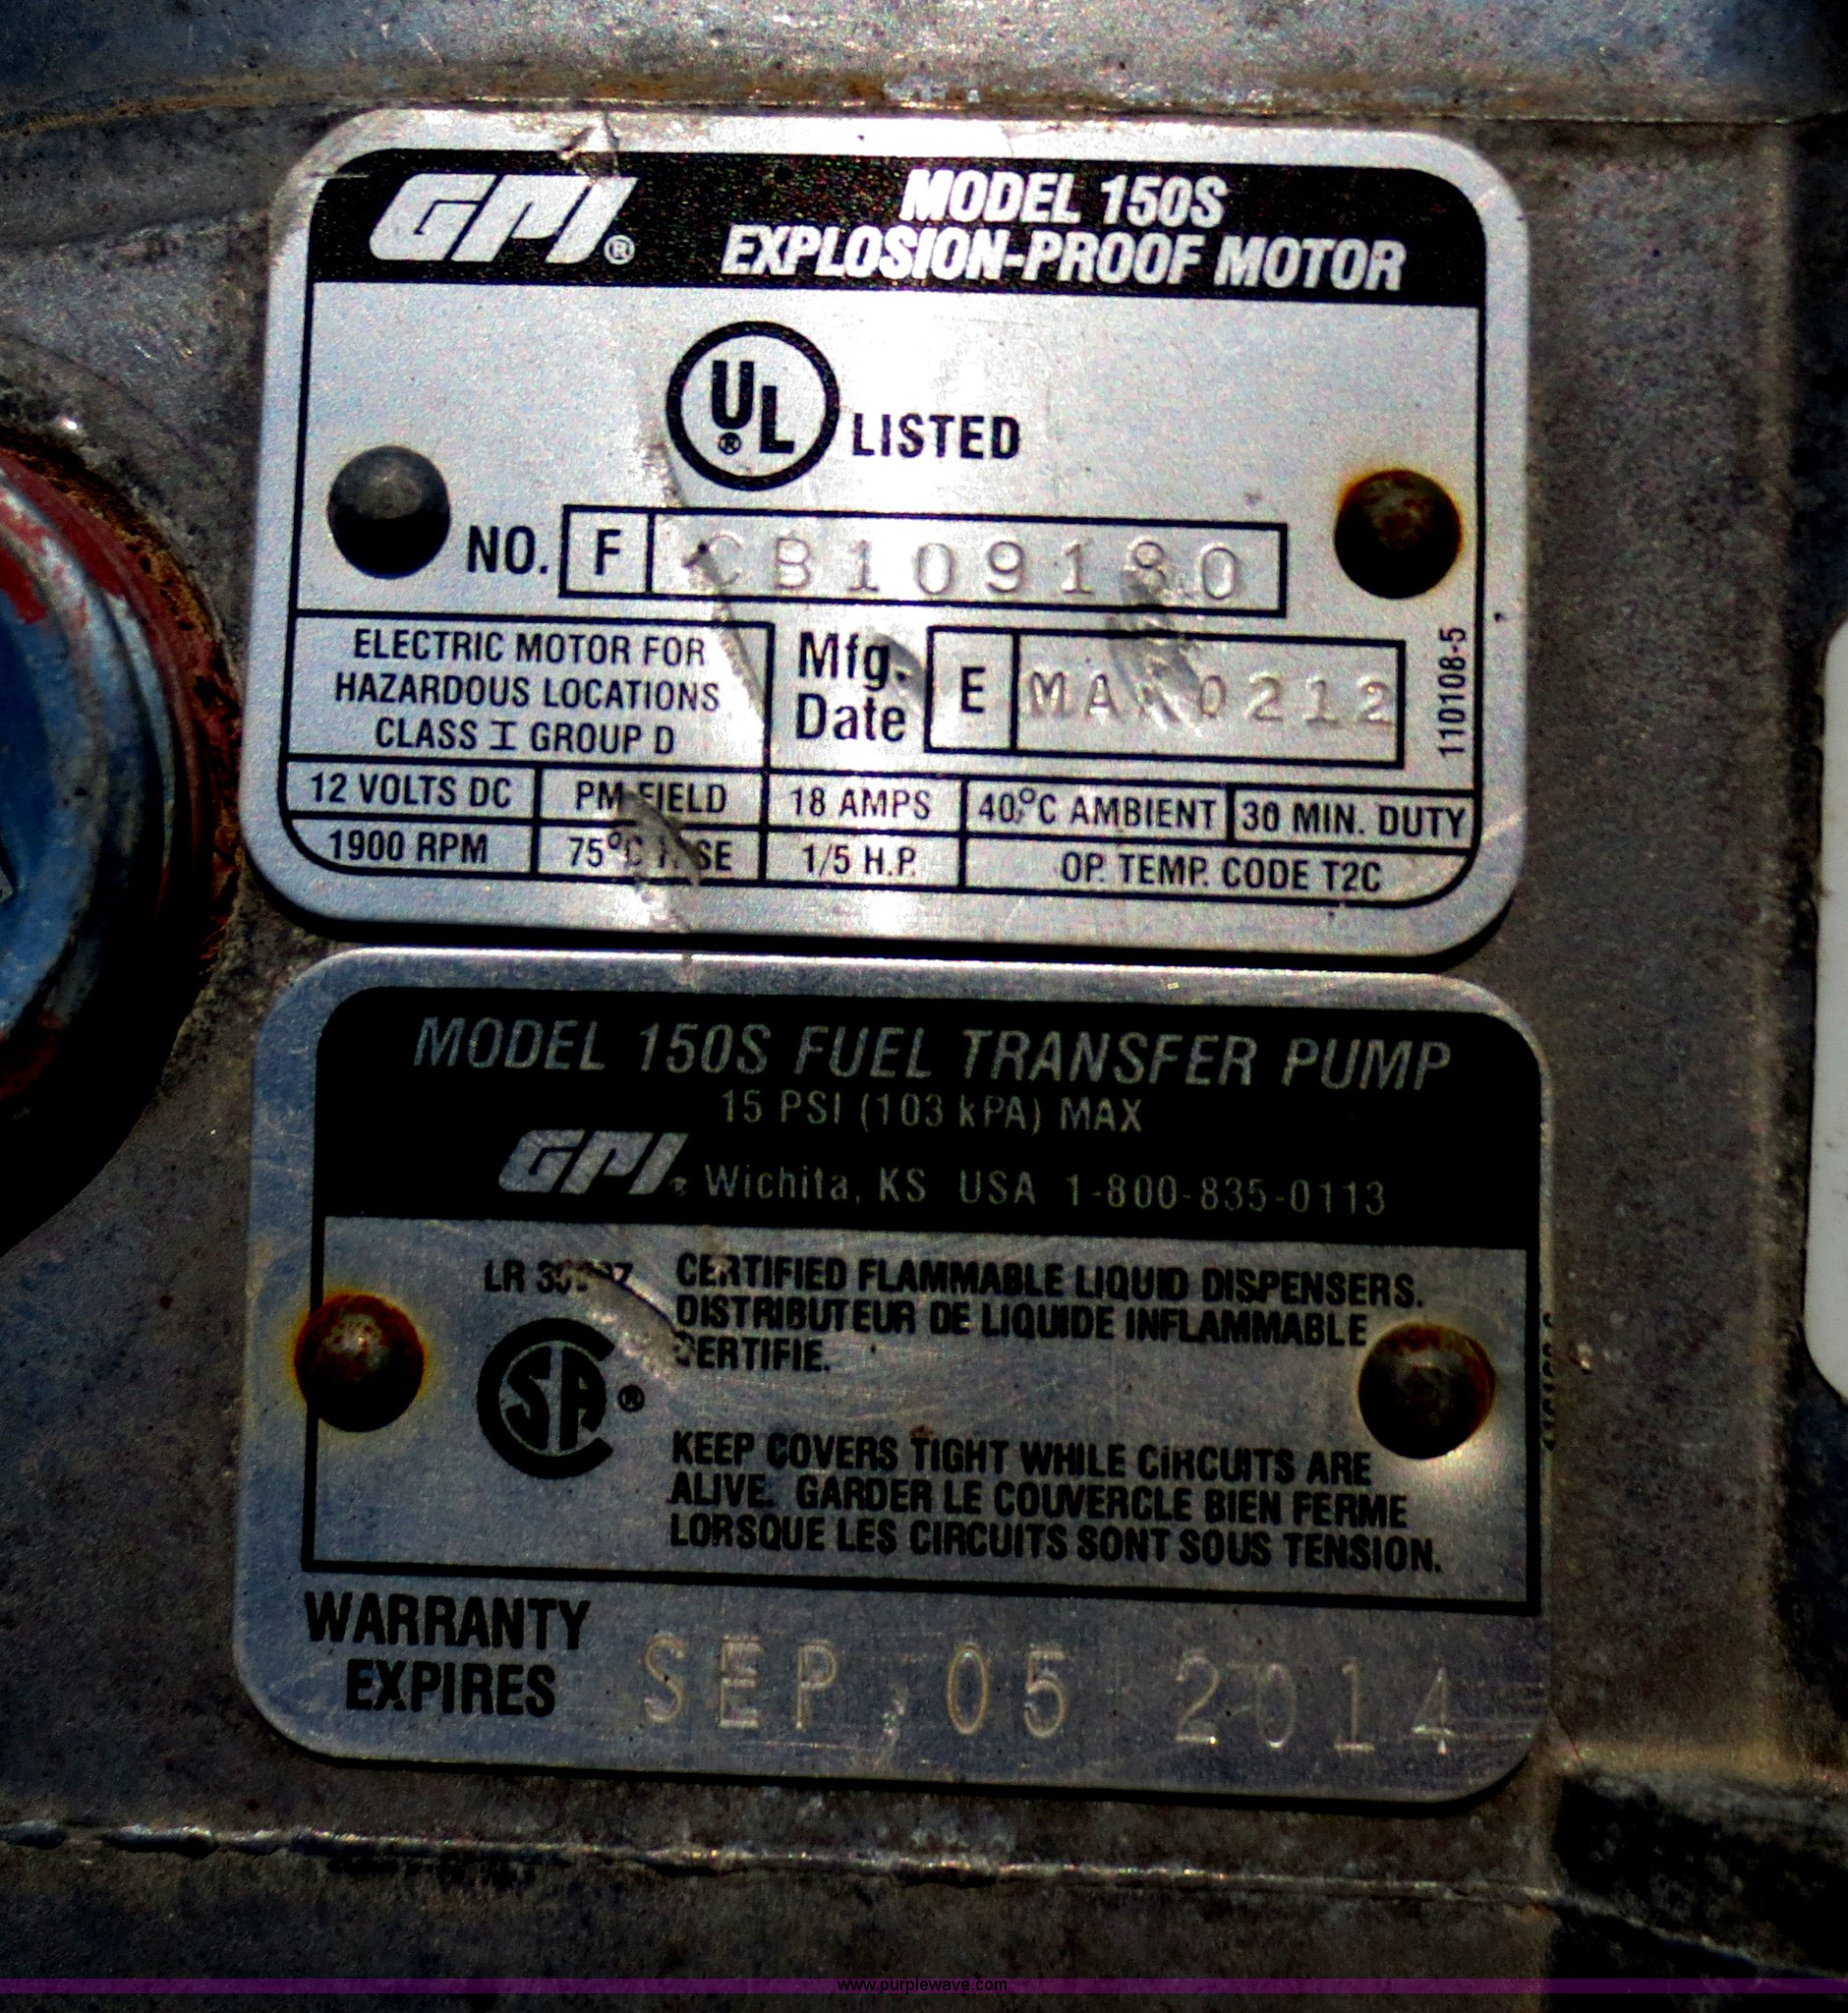 GPI®
MODEL 150S
EXPLOSION-PROOF MOTOR
UL® LISTED
NO. F CB109180
ELECTRIC MOTOR FOR
HAZARDOUS LOCATIONS
CLASS I GROUP D
Mfg.
Date
E MAR 0212
110108-5
12 VOLTS DC PM FIELD 18 AMPS 40°C AMBIENT 30 MIN. DUTY
1900 RPM 75°C RISE 1/5 H.P. OP. TEMP. CODE T2C
MODEL 150S FUEL TRANSFER PUMP
15 PSI (103 kPA) MAX
GPI® Wichita, KS USA 1-800-835-0113
LR
CERTIFIED FLAMMABLE LIQUID DISPENSERS.
DISTRIBUTEUR DE LIQUIDE INFLAMMABLE
CERTIFIE.
SA®
KEEP COVERS TIGHT WHILE CIRCUITS ARE
ALIVE. GARDER LE COUVERCLE BIEN FERME
LORSQUE LES CIRCUITS SONT SOUS TENSION.
WARRANTY
EXPIRES
SEP 05 2014
www.purplewave.com